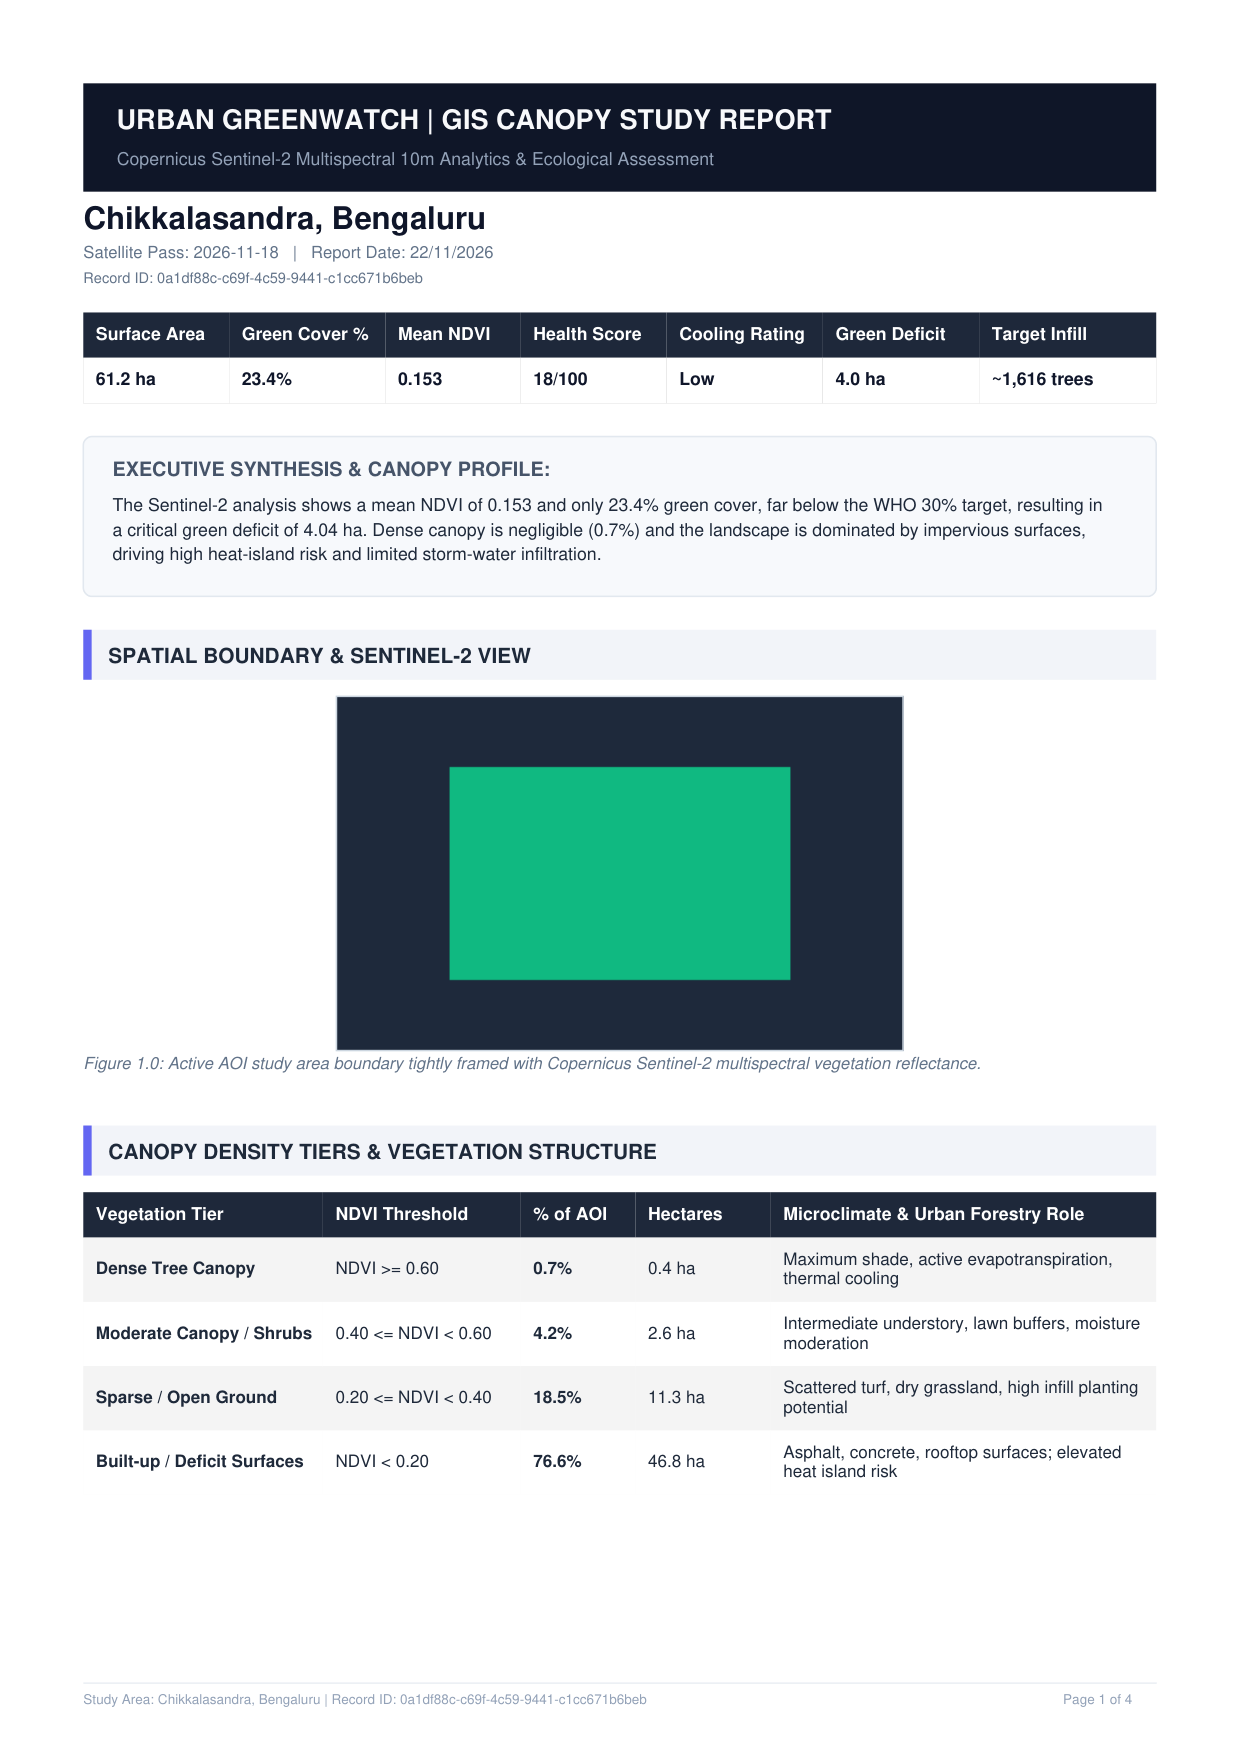 URBAN GREENWATCH | GIS CANOPY STUDY REPORT
Copernicus Sentinel-2 Multispectral 10m Analytics & Ecological Assessment
Chikkalasandra, Bengaluru
Satellite Pass: 2026-11-18 | Report Date: 22/11/2026
Record ID: 0a1df88c-c69f-4c59-9441-c1cc671b6beb
Surface Area Green Cover % Mean NDVI Health Score Cooling Rating Green Deficit Target Infill
61.2 ha 23.4% 0.153 18/100 Low 4.0 ha ~1,616 trees
EXECUTIVE SYNTHESIS & CANOPY PROFILE:
The Sentinel-2 analysis shows a mean NDVI of 0.153 and only 23.4% green cover, far below the WHO 30% target, resulting in
a critical green deficit of 4.04 ha. Dense canopy is negligible (0.7%) and the landscape is dominated by impervious surfaces,
driving high heat-island risk and limited storm-water infiltration.
SPATIAL BOUNDARY & SENTINEL-2 VIEW
Figure 1.0: Active AOI study area boundary tightly framed with Copernicus Sentinel-2 multispectral vegetation reflectance.
CANOPY DENSITY TIERS & VEGETATION STRUCTURE
Vegetation Tier NDVI Threshold % of AOI Hectares Microclimate & Urban Forestry Role
Dense Tree Canopy NDVI >= 0.60 0.7% 0.4 ha Maximum shade, active evapotranspiration,
thermal cooling
Moderate Canopy / Shrubs 0.40 <= NDVI < 0.60 4.2% 2.6 ha Intermediate understory, lawn buffers, moisture
moderation
Sparse / Open Ground 0.20 <= NDVI < 0.40 18.5% 11.3 ha Scattered turf, dry grassland, high infill planting
potential
Built-up / Deficit Surfaces NDVI < 0.20 76.6% 46.8 ha Asphalt, concrete, rooftop surfaces; elevated
heat island risk
Study Area: Chikkalasandra, Bengaluru | Record ID: 0a1df88c-c69f-4c59-9441-c1cc671b6beb Page 1 of 4